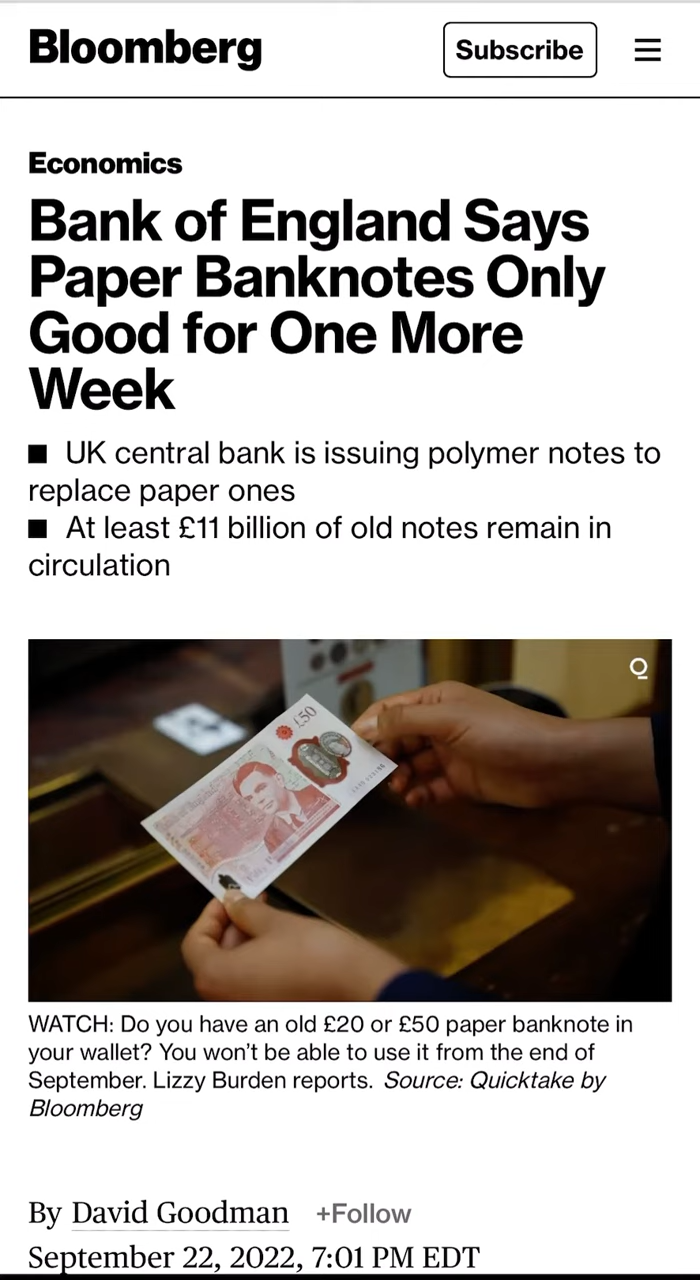 Bloomberg
Subscribe
Economics
Bank of England Says
Paper Banknotes Only
Good for One More
Week
■ UK central bank is issuing polymer notes to
replace paper ones
■ At least £11 billion of old notes remain in
circulation
£50
WATCH: Do you have an old £20 or £50 paper banknote in
your wallet? You won’t be able to use it from the end of
September. Lizzy Burden reports. Source: Quicktake by
Bloomberg
By David Goodman +Follow
September 22, 2022, 7:01 PM EDT